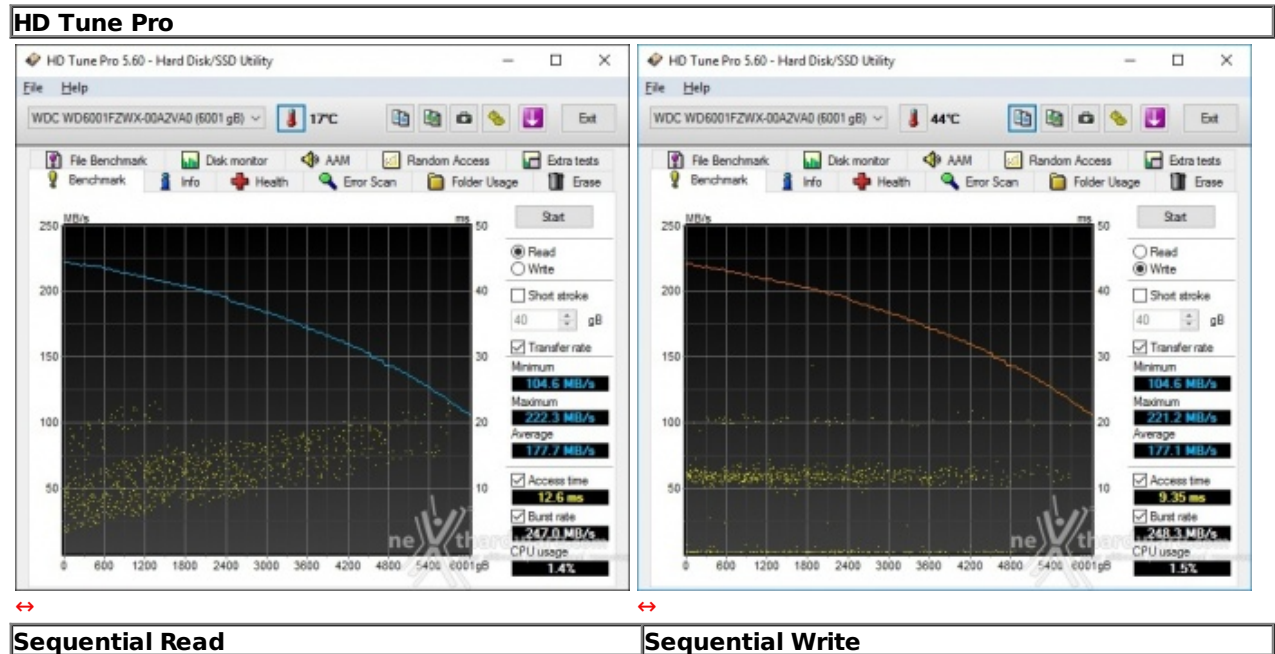 HD Tune Pro
HD Tune Pro 5.60 - Hard Disk/SSD Utility
File Help
WDC WD6001FZWX-00A2VA0 (6001 gB) 17°C Exit
File Benchmark Disk monitor AAM Random Access Extra tests
Benchmark Info Health Error Scan Folder Usage Erase
MB/s ms
250 50
200 40
150 30
100 20
50 10
0 600 1200 1800 2400 3000 3600 4200 4800 5400 6001 gB
Start
Read
Write
Short stroke
40 gB
Transfer rate
Minimum
104.6 MB/s
Maximum
222.3 MB/s
Average
177.7 MB/s
Access time
12.6 ms
Burst rate
247.0 MB/s
CPU usage
1.4%
HD Tune Pro 5.60 - Hard Disk/SSD Utility
File Help
WDC WD6001FZWX-00A2VA0 (6001 gB) 44°C Exit
File Benchmark Disk monitor AAM Random Access Extra tests
Benchmark Info Health Error Scan Folder Usage Erase
MB/s ms
250 50
200 40
150 30
100 20
50 10
0 600 1200 1800 2400 3000 3600 4200 4800 5400 6001 gB
Start
Read
Write
Short stroke
40 gB
Transfer rate
Minimum
104.6 MB/s
Maximum
221.2 MB/s
Average
177.1 MB/s
Access time
9.35 ms
Burst rate
248.3 MB/s
CPU usage
1.5%
↔ ↔
Sequential Read Sequential Write